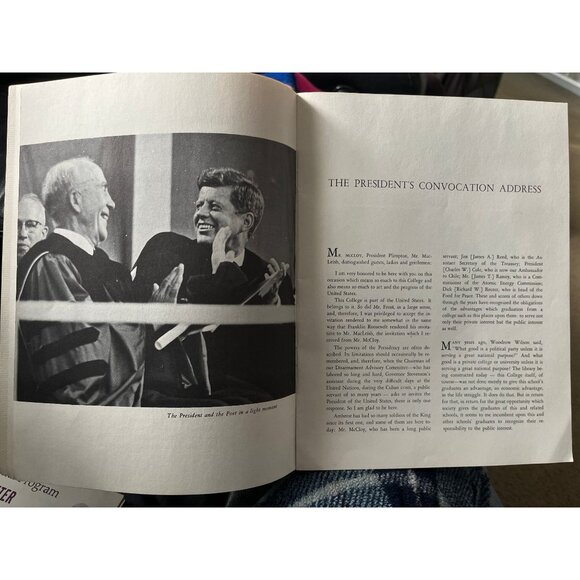 The President and the Poet in a light moment
THE PRESIDENT'S CONVOCATION ADDRESS
MR. MCCLOY, President Plimpton, Mr. Mac-
Leish, distinguished guests, ladies and gentlemen:
I am very honored to be here with you on this
occasion which means so much to this College and
also means so much to art and the progress of the
United States.
This College is part of the United States. It
belongs to it. So did Mr. Frost, in a large sense,
and, therefore, I was privileged to accept the in-
vitation rendered to me somewhat in the same
way that Franklin Roosevelt rendered his invita-
tion to Mr. MacLeish, the invitation which I re-
ceived from Mr. McCloy.
The powers of the Presidency are often de-
scribed. Its limitations should occasionally be re-
membered, and, therefore, when the Chairman of
our Disarmament Advisory Committee—who
has labored so long and hard, Governor Stevenson's
assistant during the very difficult days at the
United Nations, during the Cuban crisis, a public
servant of so many years — asks or invites the
President of the United States, there is only one
response. So I am glad to be here.
Amherst has had so many soldiers of the King
since its first one, and some of them are here to-
day: Mr. McCloy, who has been a long public
servant, Jim [James A.] Reed, who is the As-
sistant Secretary of the Treasury; President
[Charles W.] Cole, who is now our Ambassador
to Chile; Mr. [James T.] Ramey, who is a Com-
missioner of the Atomic Energy Commission;
Dick [Richard W.] Reuter, who is head of the
Food for Peace. These and scores of others down
through the years have recognized the obligations
of the advantages which graduation from a
college such as this places upon them: to serve not
only their private interest but the public interest
as well.
MANY years ago, Woodrow Wilson said,
"What good is a political party unless it is
serving a great national purpose?" And what
good is a private college or university unless it is
serving a great national purpose? The library be-
ing constructed today — this College itself, of
course—was not done merely to give this school's
graduates an advantage, an economic advantage,
in the life struggle. It does do that. But in return
for that, in return for the great opportunity which
society gives the graduates of this and related
schools, it seems to me incumbent upon this and
other schools' graduates to recognize their re-
sponsibility to the public interest.
Program